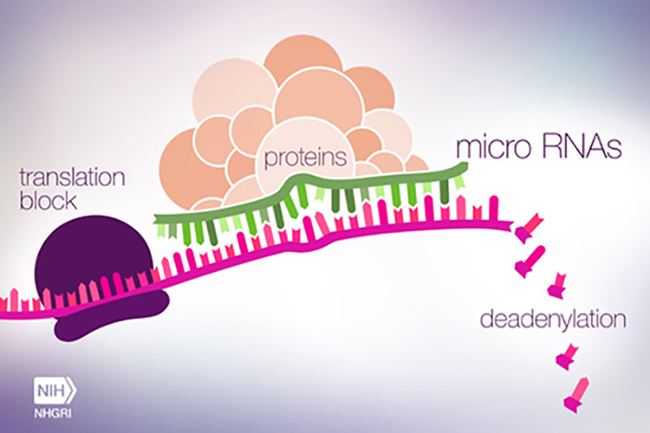 proteins
micro RNAs
translation
block
deadenylation
NIH
NHGRI